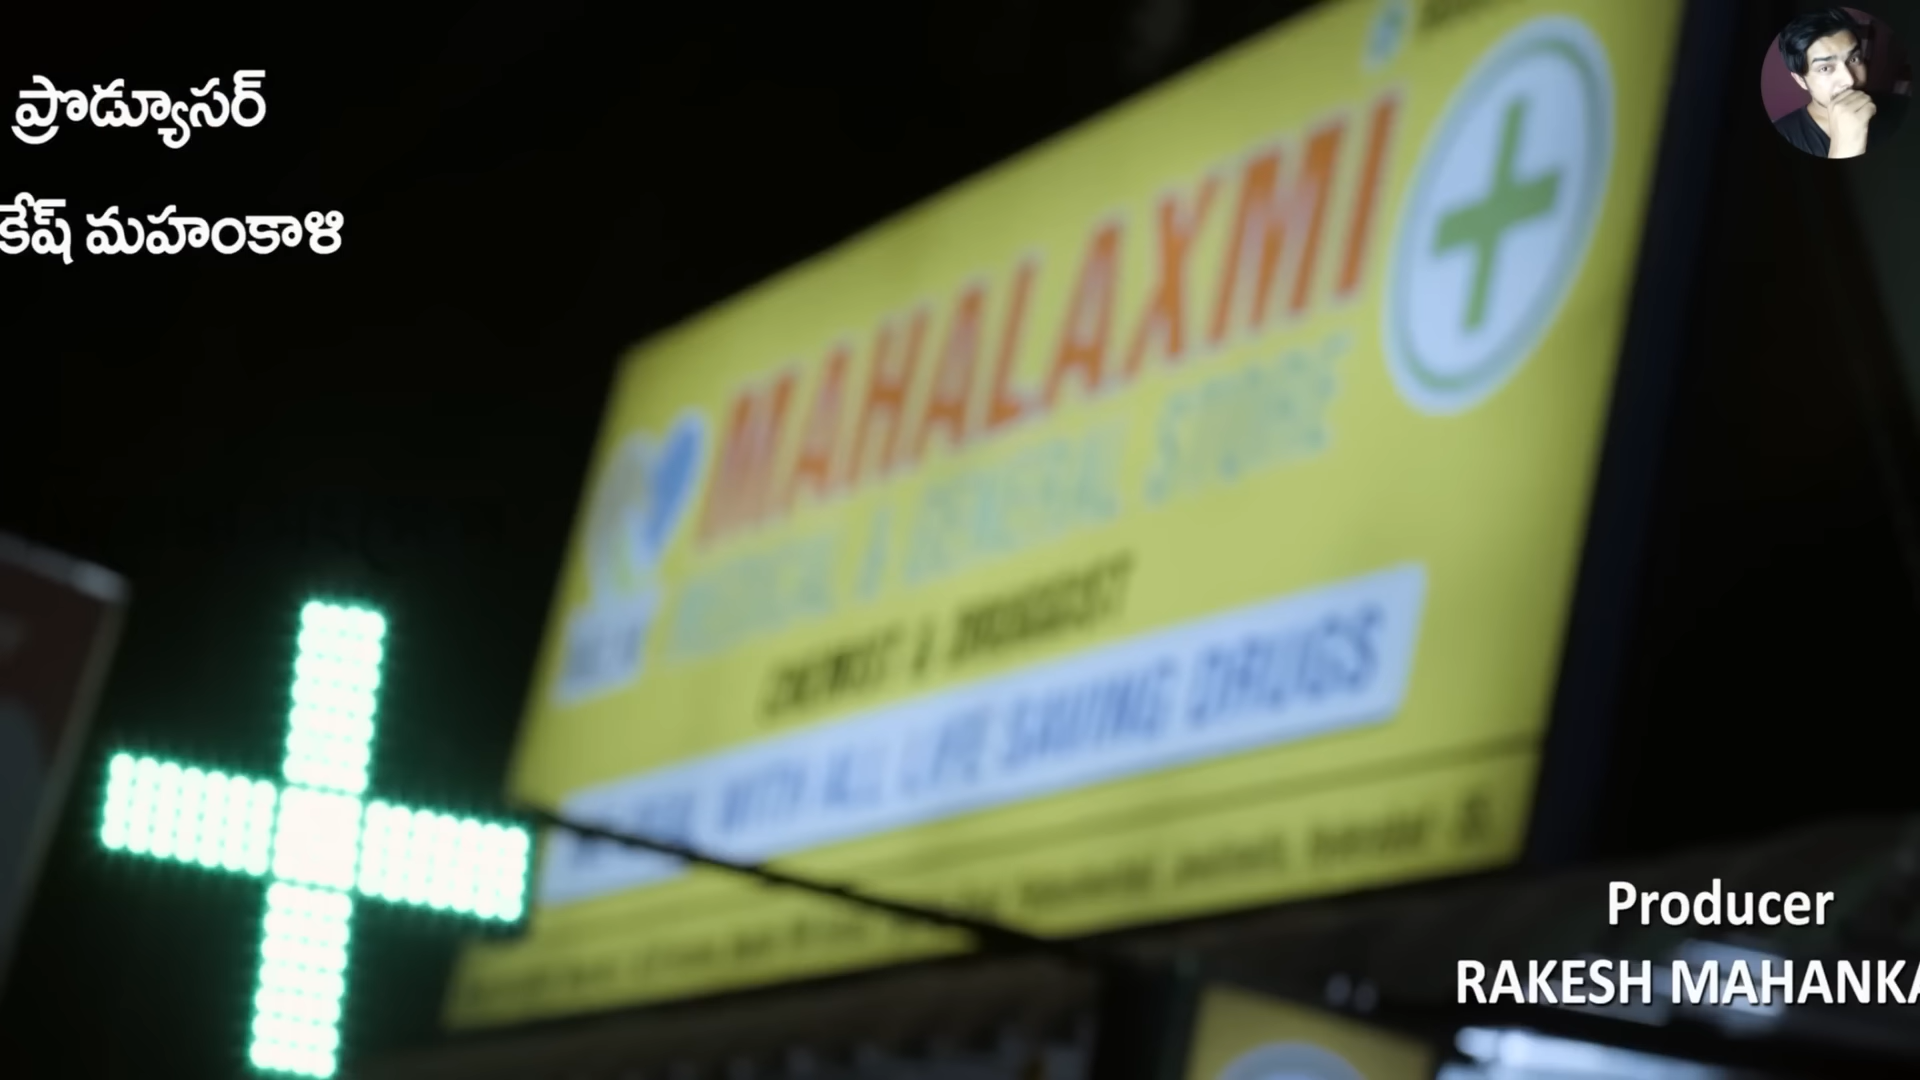 ప్రొడ్యూసర్
కేష్ మహంకాళి
MAHALAXMI
MEDICAL & GENERAL STORE
CHEMIST & DRUGGIST
WITH ALL LIFE SAVING DRUGS
Producer
RAKESH MAHANKA